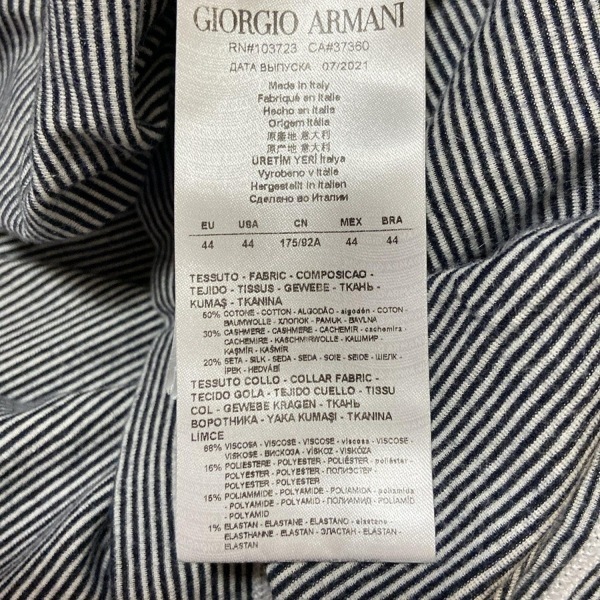 GIORGIO ARMANI
RN#103723 CA#37360
ДАТА ВЫПУСКА 07/2021
Made in Italy
Fabriqué en Italie
Hecho en Italia
Origem Itália
原產地 意大利
原产地 意大利
ÜRETİM YERİ İtalya
Vyrobeno v Itálii
Hergestellt in Italien
Сделано во Италии
EU USA CN MEX BRA
44 44 175/92A 44 44
TESSUTO - FABRIC - COMPOSICAO -
TEJIDO - TISSUS - GEWEBE - ТКАНЬ -
KUMAŞ - TKANINA
50% COTONE - COTTON - ALGODÃO - algodón - COTON -
BAUMWOLLE - ХЛОПОК - PAMUK - BAVLNA
30% CASHMERE - CASHMERE - CACHEMIR - cachemira -
CACHEMIRE - KASCHMIRWOLLE - КАШМИР -
KAŞMİR - KAŠMÍR
20% SETA - SILK - SEDA - SEDA - SOIE - SEIDE - ШЕЛК -
İPEK - HEDVÁBÍ
TESSUTO COLLO - COLLAR FABRIC -
TECIDO GOLA - TEJIDO CUELLO - TISSU
COL - GEWEBE KRAGEN - ТКАНЬ
ВОРОТНИКА - YAKA KUMAŞI - TKANINA
LÍMCE
68% VISCOSA - VISCOSE - VISCOSE - viscosa - VISCOSE -
VISKOSE - ВИСКОЗА - VİSKOZ - VISKÓZA
16% POLIESTERE - POLYESTER - POLIÉSTER - poliéster -
POLYESTER - POLYESTER - ПОЛИЭСТЕР -
POLYESTER - POLYESTER
15% POLIAMMIDE - POLYAMIDE - POLIAMIDA - poliamida
- POLYAMIDE - POLYAMID - ПОЛИАМИД - POLİAMİD
- POLYAMID
1% ELASTAN - ELASTANE - ELASTANO - elastano -
ELASTHANNE - ELASTAN - ЭЛАСТАН - ELASTAN -
ELASTAN